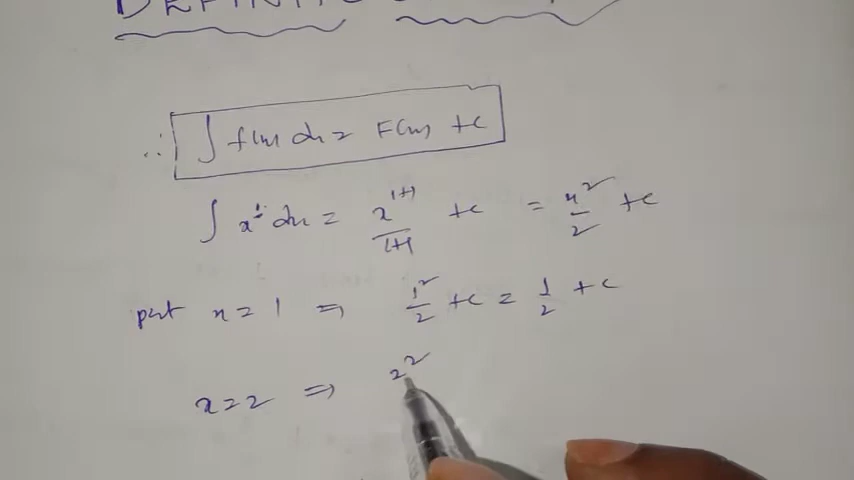 ∴ ∫ f(x) dx = F(x) + c
∫ x¹ dx = x¹⁺¹/1+1 + c = x²/2 + c
put x = 1 ⇒ 1²/2 + c = 1/2 + c
x = 2 ⇒ 2²